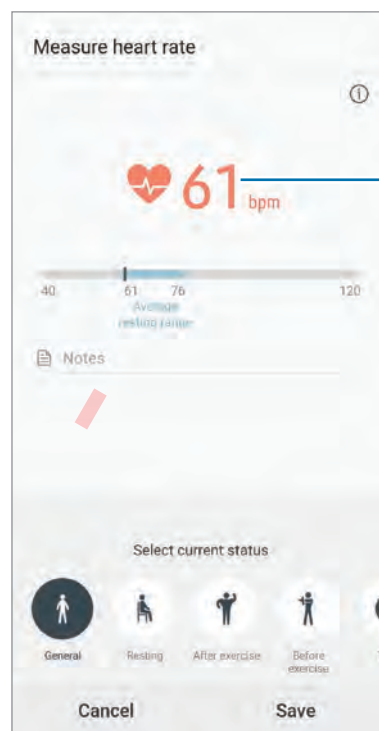 Measure heart rate
61 bpm
40 61 76 120
Average
resting range
Notes
Select current status
General Resting After exercise Before
exercise
Cancel Save